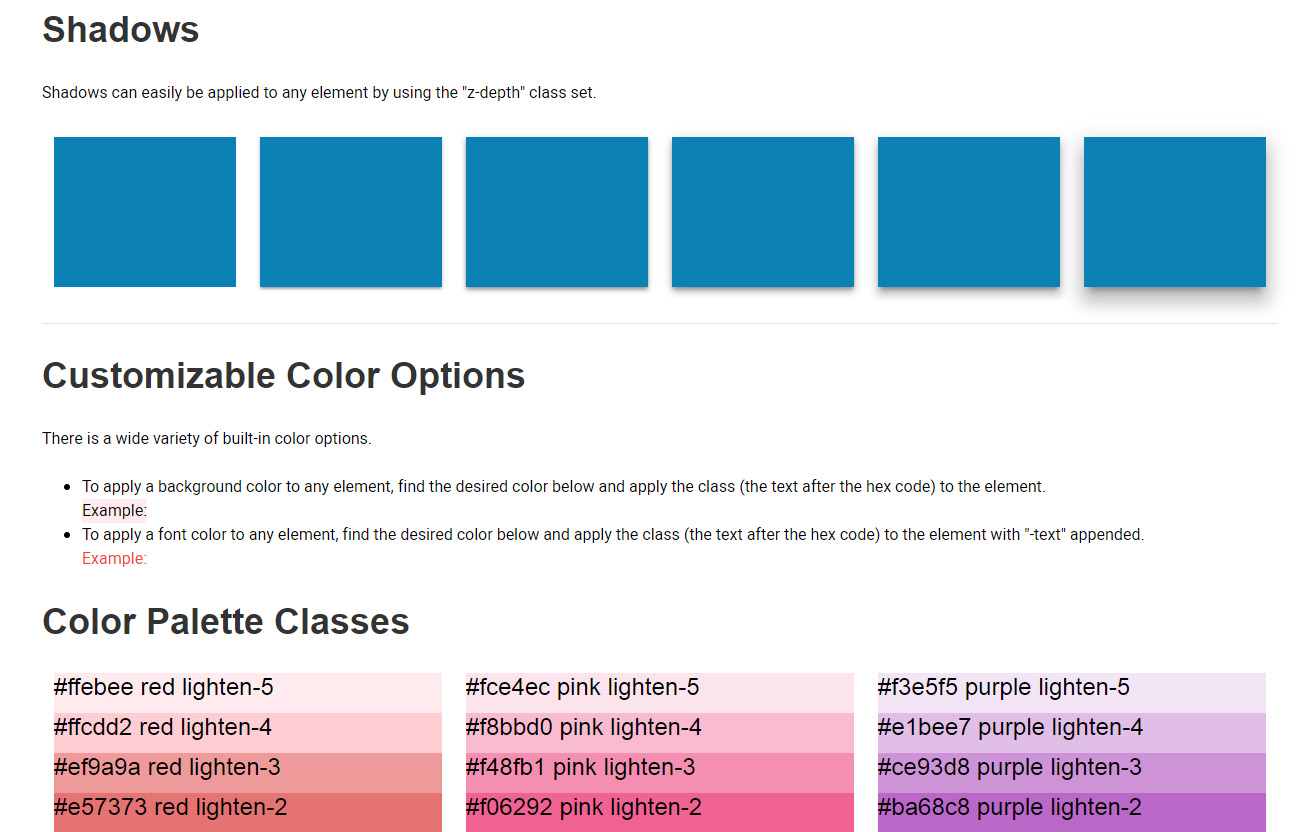 Shadows
Shadows can easily be applied to any element by using the "z-depth" class set.
Customizable Color Options
There is a wide variety of built-in color options.
To apply a background color to any element, find the desired color below and apply the class (the text after the hex code) to the element.
Example:
To apply a font color to any element, find the desired color below and apply the class (the text after the hex code) to the element with "-text" appended.
Example:
Color Palette Classes
#ffebee red lighten-5
#ffcdd2 red lighten-4
#ef9a9a red lighten-3
#e57373 red lighten-2
#fce4ec pink lighten-5
#f8bbd0 pink lighten-4
#f48fb1 pink lighten-3
#f06292 pink lighten-2
#f3e5f5 purple lighten-5
#e1bee7 purple lighten-4
#ce93d8 purple lighten-3
#ba68c8 purple lighten-2